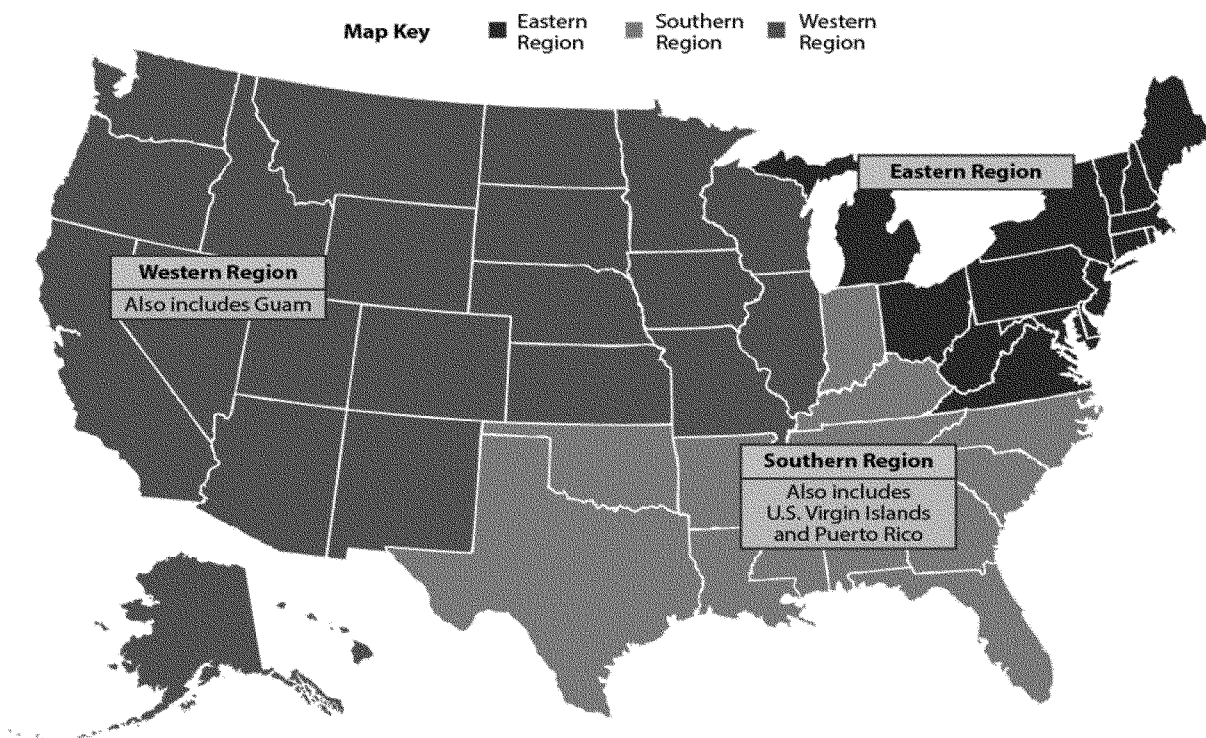 Map Key
Eastern
Region
Southern
Region
Western
Region
Eastern Region
Western Region
Also includes Guam
Southern Region
Also includes
U.S. Virgin Islands
and Puerto Rico